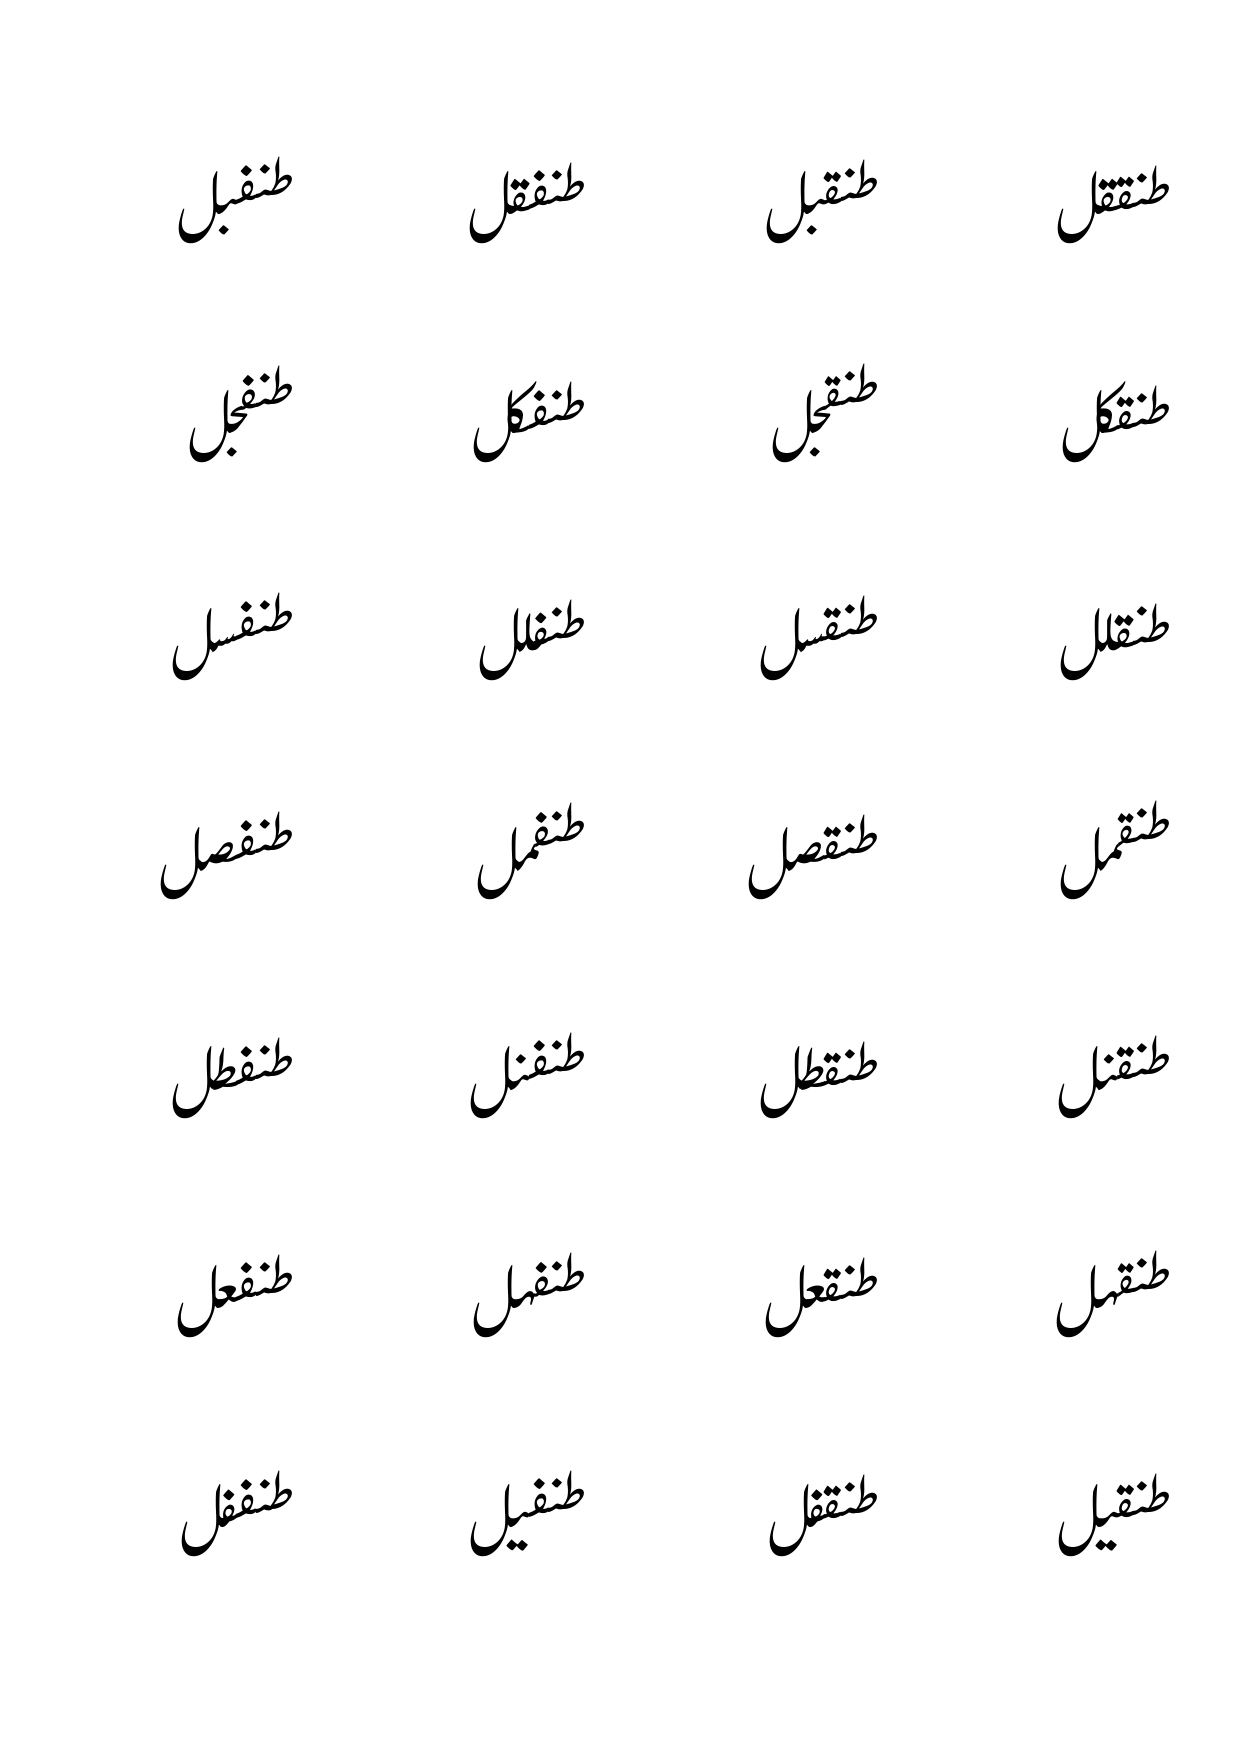 طنققل طنقبل طنفقل طنفبل
طنقكل طنقجل طنفكل طنفجل
طنقلل طنقسل طنفلل طنفسل
طنقمل طنقصل طنفمل طنفصل
طنقنل طنقطل طنفنل طنفطل
طنقهل طنقعل طنفهل طنفعل
طنقيل طنقفل طنفيل طنففل